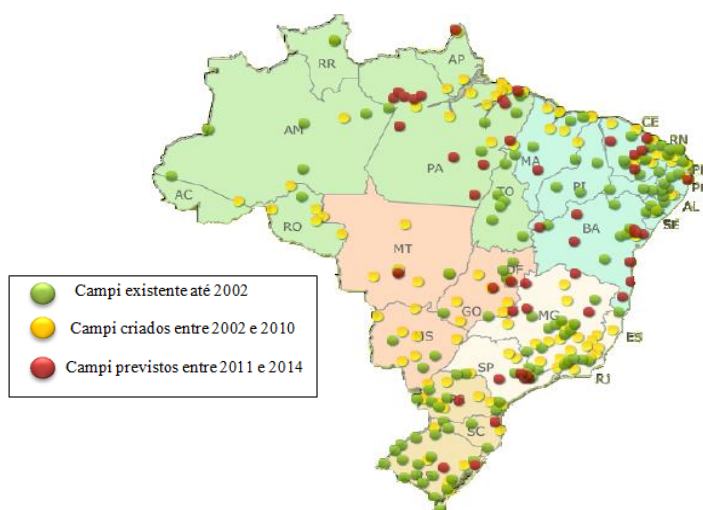 RR
AP
AM
PA
MA
CE
RN
PI
AC
TO
AL
SE
RO
BA
MT
DF
GO
MG
MS
ES
SP
RJ
PR
SC
Campi existente até 2002
Campi criados entre 2002 e 2010
Campi previstos entre 2011 e 2014